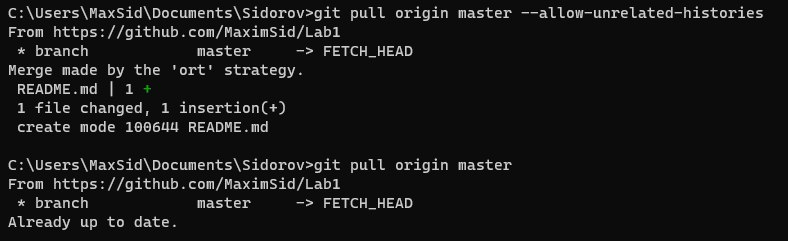 C:\Users\MaxSid\Documents\Sidorov>git pull origin master --allow-unrelated-histories
From https://github.com/MaximSid/Lab1
 * branch            master     -> FETCH_HEAD
Merge made by the 'ort' strategy.
 README.md | 1 +
 1 file changed, 1 insertion(+)
 create mode 100644 README.md

C:\Users\MaxSid\Documents\Sidorov>git pull origin master
From https://github.com/MaximSid/Lab1
 * branch            master     -> FETCH_HEAD
Already up to date.